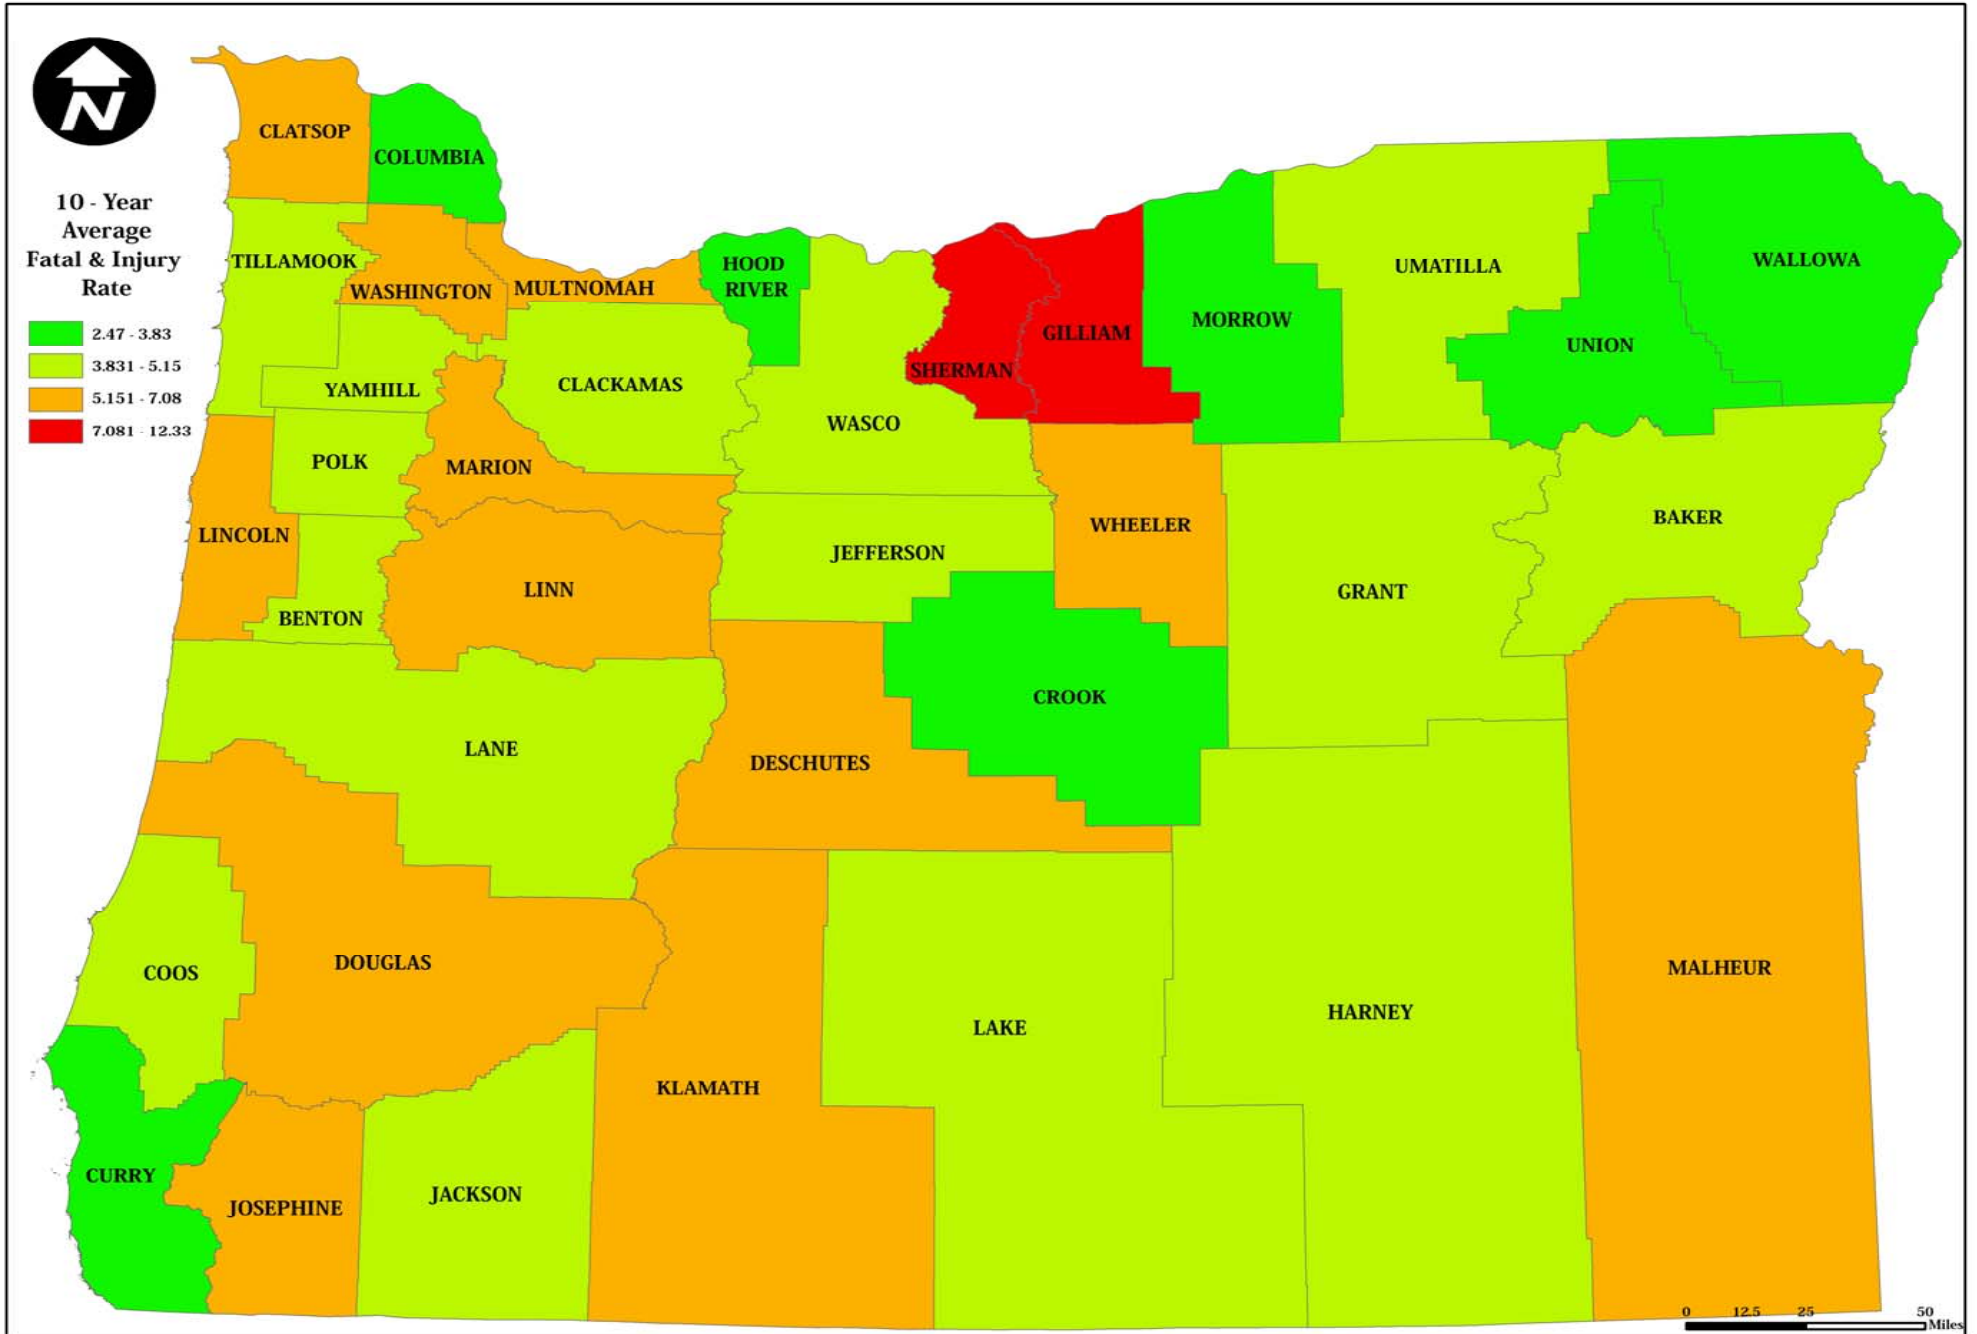 N
10 - Year
Average
Fatal & Injury
Rate
2.47 - 3.83
3.831 - 5.15
5.151 - 7.08
7.081 - 12.33
CLATSOP
COLUMBIA
TILLAMOOK
WASHINGTON
MULTNOMAH
HOOD
RIVER
SHERMAN
GILLIAM
MORROW
UMATILLA
UNION
WALLOWA
YAMHILL
CLACKAMAS
WASCO
POLK
MARION
LINCOLN
BENTON
LINN
JEFFERSON
WHEELER
GRANT
BAKER
LANE
DESCHUTES
CROOK
COOS
DOUGLAS
KLAMATH
LAKE
HARNEY
MALHEUR
CURRY
JOSEPHINE
JACKSON
0 12.5 25 50
Miles